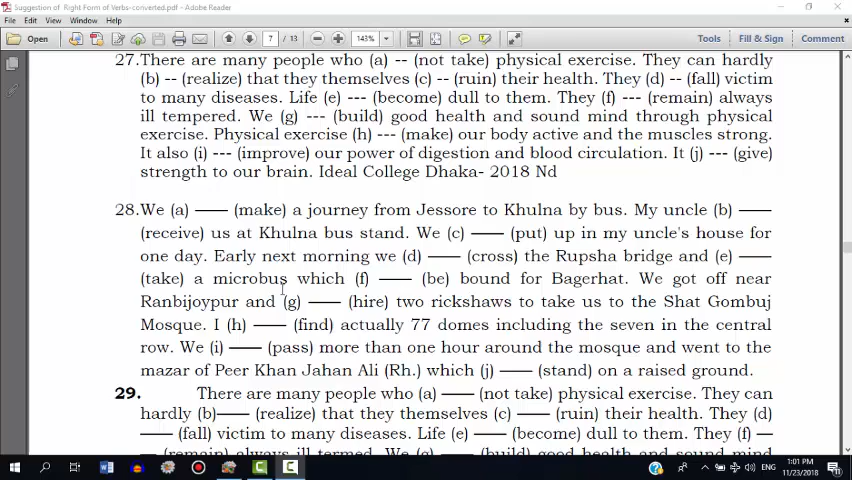 Suggestion of Right Form of Verbs-converted.pdf - Adobe Reader
File Edit View Window Help
Open 7 / 13 143% Tools Fill & Sign Comment
27.There are many people who (a) -- (not take) physical exercise. They can hardly
(b) -- (realize) that they themselves (c) -- (ruin) their health. They (d) -- (fall) victim
to many diseases. Life (e) --- (become) dull to them. They (f) --- (remain) always
ill tempered. We (g) --- (build) good health and sound mind through physical
exercise. Physical exercise (h) --- (make) our body active and the muscles strong.
It also (i) --- (improve) our power of digestion and blood circulation. It (j) --- (give)
strength to our brain. Ideal College Dhaka- 2018 Nd
28.We (a) —— (make) a journey from Jessore to Khulna by bus. My uncle (b) ——
(receive) us at Khulna bus stand. We (c) —— (put) up in my uncle's house for
one day. Early next morning we (d) —— (cross) the Rupsha bridge and (e) ——
(take) a microbus which (f) —— (be) bound for Bagerhat. We got off near
Ranbijoypur and (g) —— (hire) two rickshaws to take us to the Shat Gombuj
Mosque. I (h) —— (find) actually 77 domes including the seven in the central
row. We (i) —— (pass) more than one hour around the mosque and went to the
mazar of Peer Khan Jahan Ali (Rh.) which (j) —— (stand) on a raised ground.
29. There are many people who (a) —— (not take) physical exercise. They can
hardly (b)—— (realize) that they themselves (c) —— (ruin) their health. They (d)
—— (fall) victim to many diseases. Life (e) —— (become) dull to them. They (f) —
— (remain) always ill termed. We (g) —— (build) good health and sound mind
ENG 1:01 PM
11/23/2018